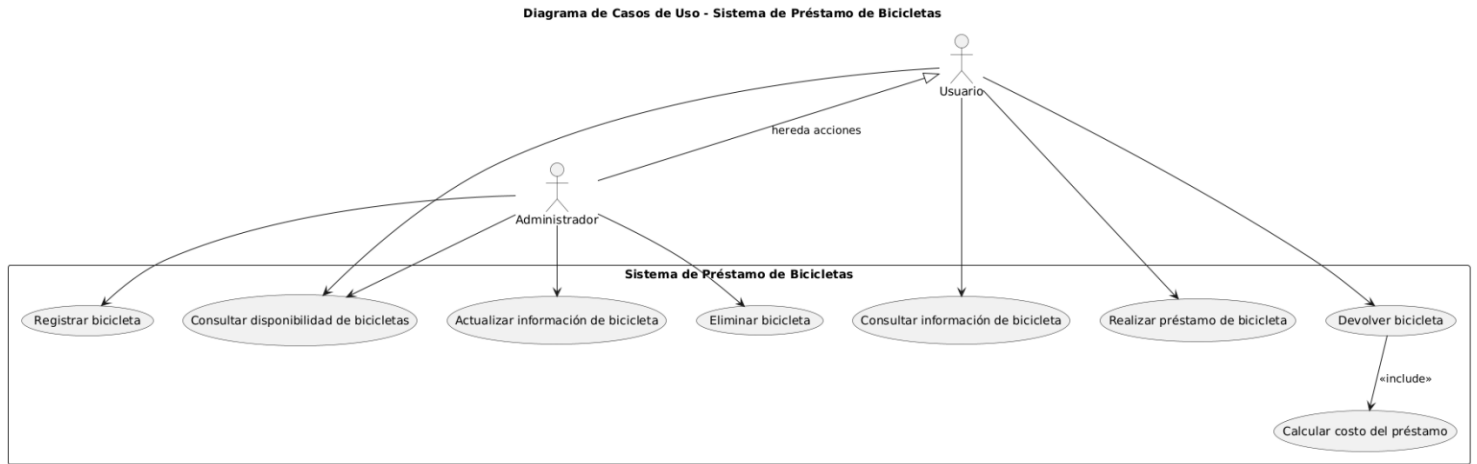 Diagrama de Casos de Uso - Sistema de Préstamo de Bicicletas
Usuario
hereda acciones
Administrador
Sistema de Préstamo de Bicicletas
Registrar bicicleta
Consultar disponibilidad de bicicletas
Actualizar información de bicicleta
Eliminar bicicleta
Consultar información de bicicleta
Realizar préstamo de bicicleta
Devolver bicicleta
«include»
Calcular costo del préstamo